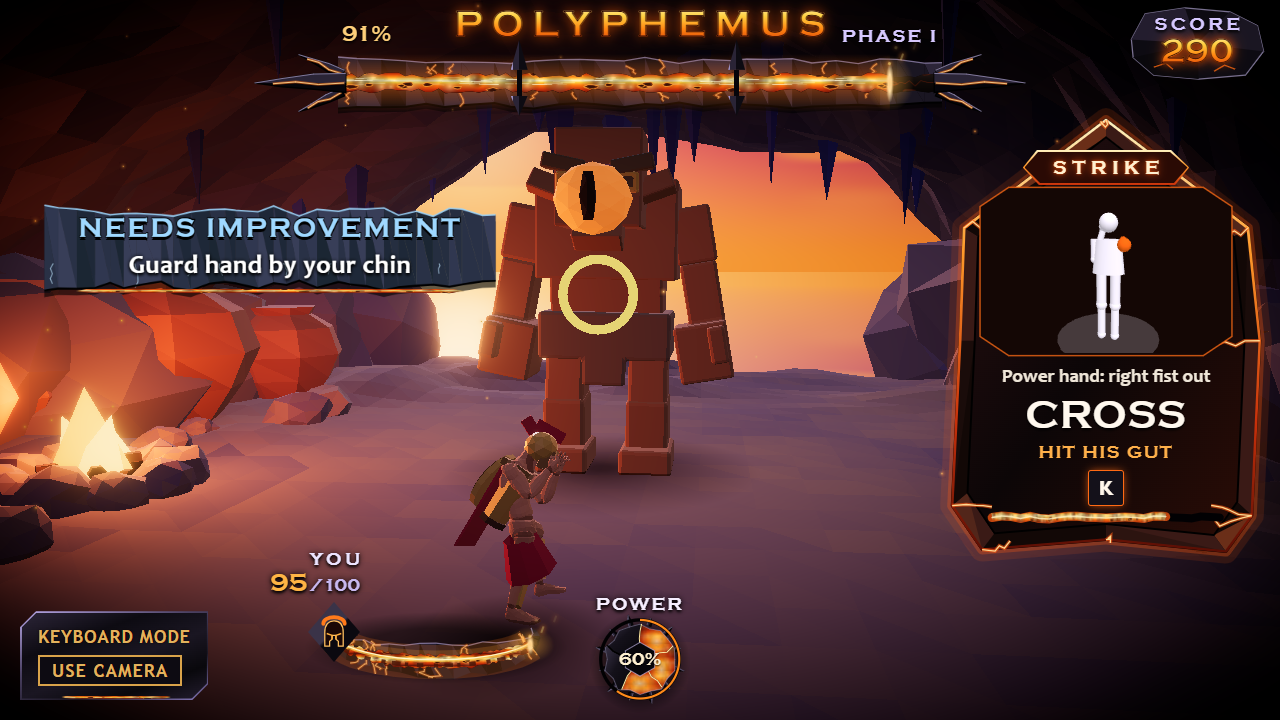 91%
POLYPHEMUS
PHASE I
SCORE
290
STRIKE
NEEDS IMPROVEMENT
Guard hand by your chin
Power hand: right fist out
CROSS
HIT HIS GUT
K
YOU
95/100
POWER
60%
KEYBOARD MODE
USE CAMERA